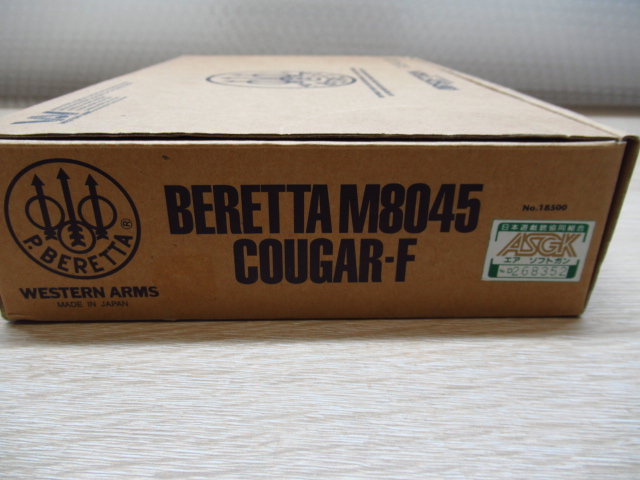 BERETTA M8045
COUGAR-F
P. BERETTA®
WESTERN ARMS
MADE IN JAPAN
No.18500
日本遊戯銃協同組合
ASGK
エアソフトガン
No.0268352